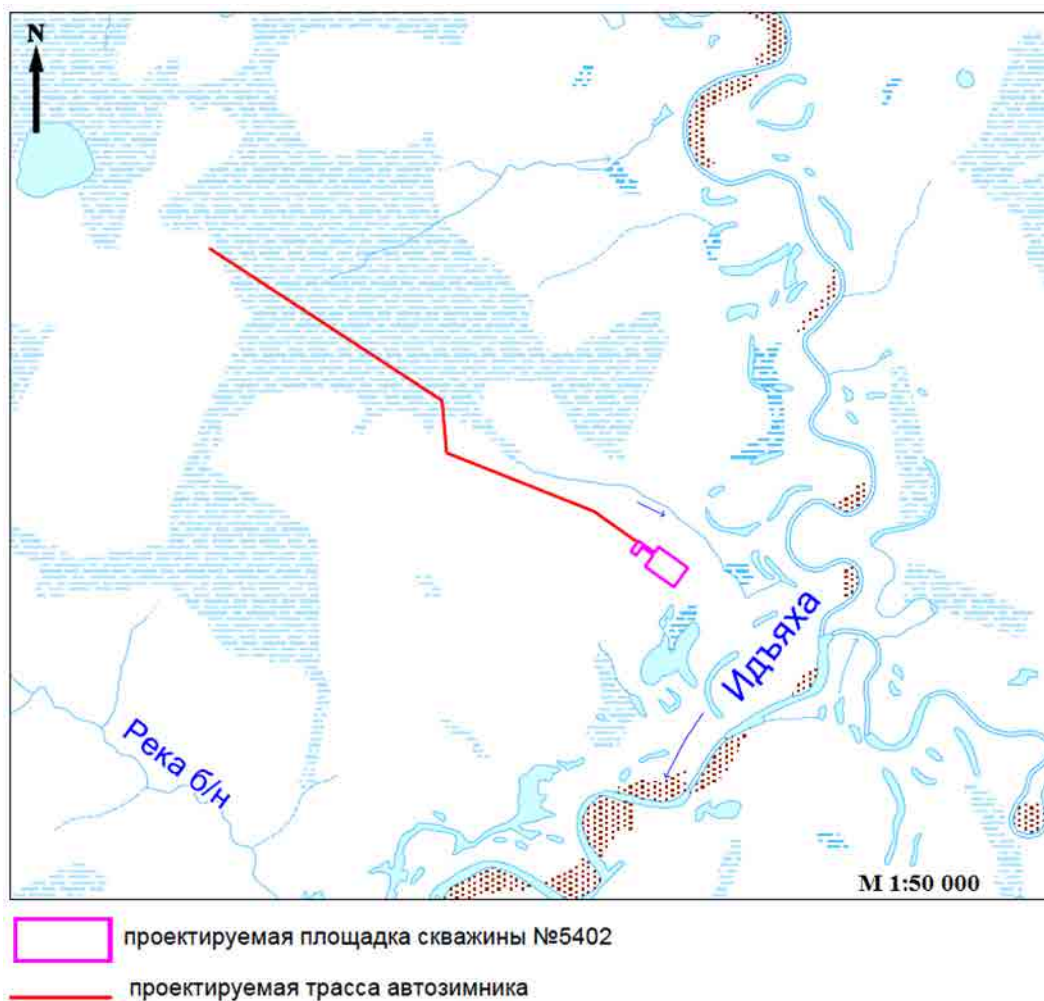 N
Идъяха
Река б/н
М 1:50 000
проектируемая площадка скважины №5402
проектируемая трасса автозимника